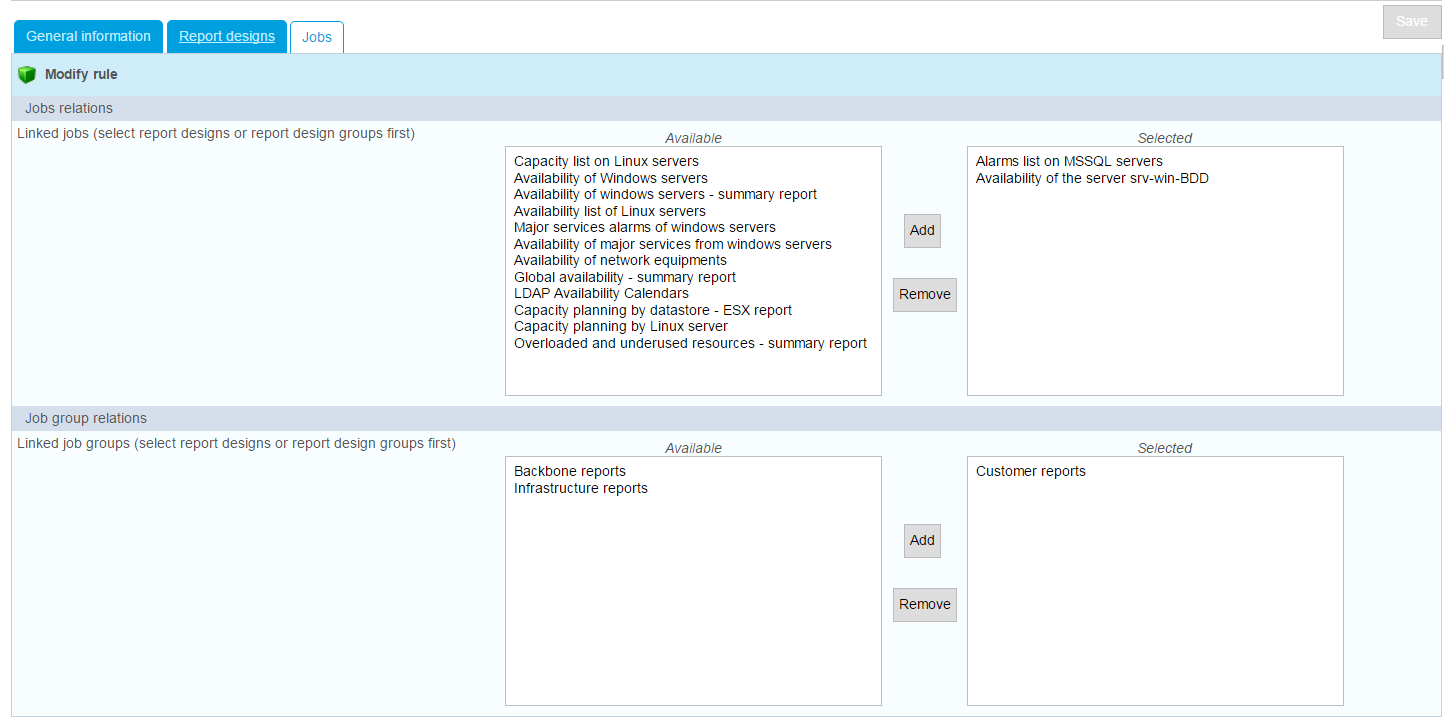 Save
General information
Report designs
Jobs
Modify rule
Jobs relations
Linked jobs (select report designs or report design groups first)
Available
Capacity list on Linux servers
Availability of Windows servers
Availability of windows servers - summary report
Availability list of Linux servers
Major services alarms of windows servers
Availability of major services from windows servers
Availability of network equipments
Global availability - summary report
LDAP Availability Calendars
Capacity planning by datastore - ESX report
Capacity planning by Linux server
Overloaded and underused resources - summary report
Add
Remove
Selected
Alarms list on MSSQL servers
Availability of the server srv-win-BDD
Job group relations
Linked job groups (select report designs or report design groups first)
Available
Backbone reports
Infrastructure reports
Add
Remove
Selected
Customer reports